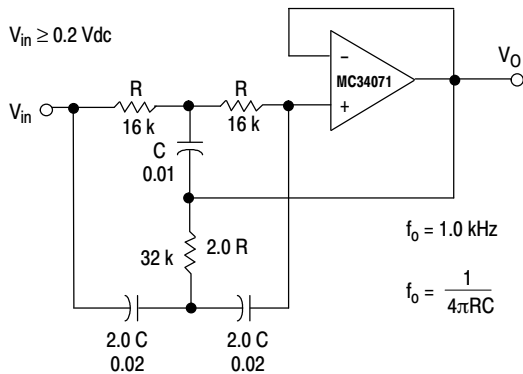 V_in ≥ 0.2 Vdc
V_in
R
16 k
R
16 k
−
MC34071
+
V_O
C
0.01
32 k
2.0 R
2.0 C
0.02
2.0 C
0.02
f_o = 1.0 kHz
f_o = 1 / 4πRC